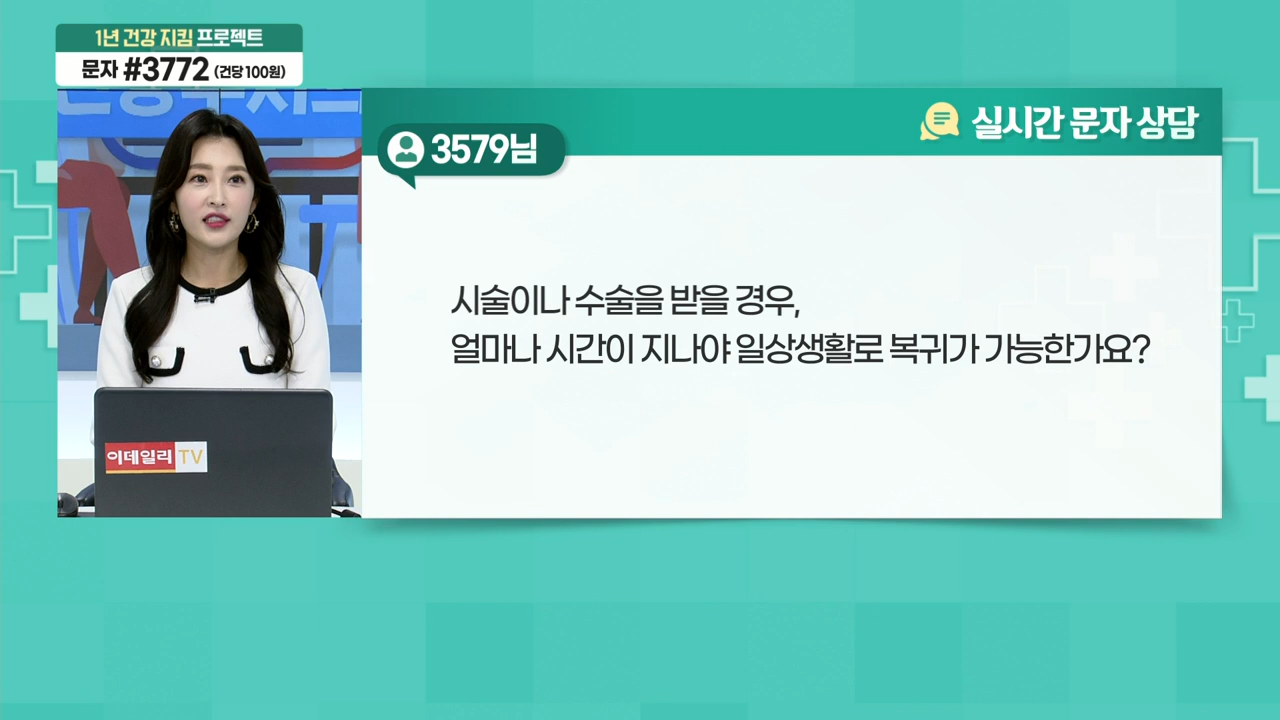 1년 건강 지킴 프로젝트
문자 #3772 (건당 100원)
실시간 문자 상담
3579님
시술이나 수술을 받을 경우,
얼마나 시간이 지나야 일상생활로 복귀가 가능한가요?
이데일리 TV